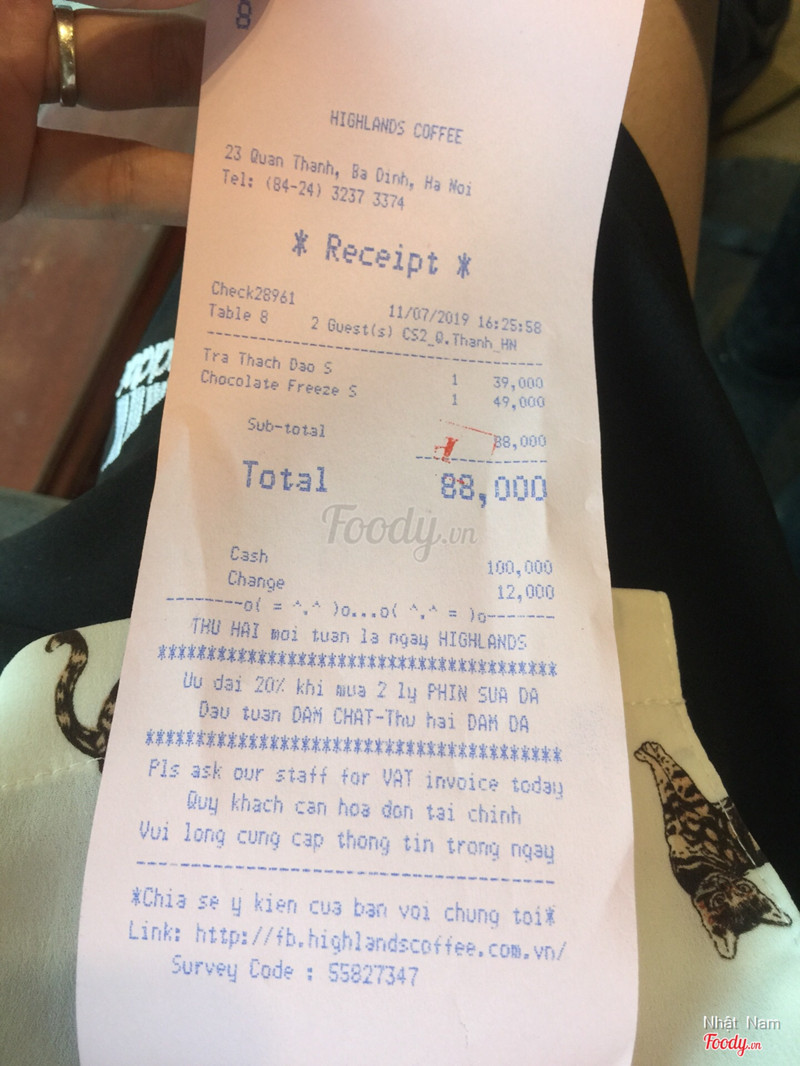 8
HIGHLANDS COFFEE
23 Quan Thanh, Ba Dinh, Ha Noi
Tel: (84-24) 3237 3374
* Receipt *
Check28961 11/07/2019 16:25:58
Table 8 2 Guest(s) CS2_Q.Thanh_HN
Tra Thach Dao S 1 39,000
Chocolate Freeze S 1 49,000
Sub-total 88,000
Total 88,000
Foody.vn
Cash 100,000
Change 12,000
--------o( = ^.^ )o...o( ^.^ = )o-------
THU HAI moi tuan la ngay HIGHLANDS
****************************************
Uu dai 20% khi mua 2 ly PHIN SUA DA
Dau tuan DAM CHAT-Thu hai DAM DA
****************************************
Pls ask our staff for VAT invoice today
Quy khach can hoa don tai chinh
Vui long cung cap thong tin trong ngay
*Chia se y kien cua ban voi chung toi*
Link: http://fb.highlandscoffee.com.vn/
Survey Code : 55827347
Nhật Nam
Foody.vn